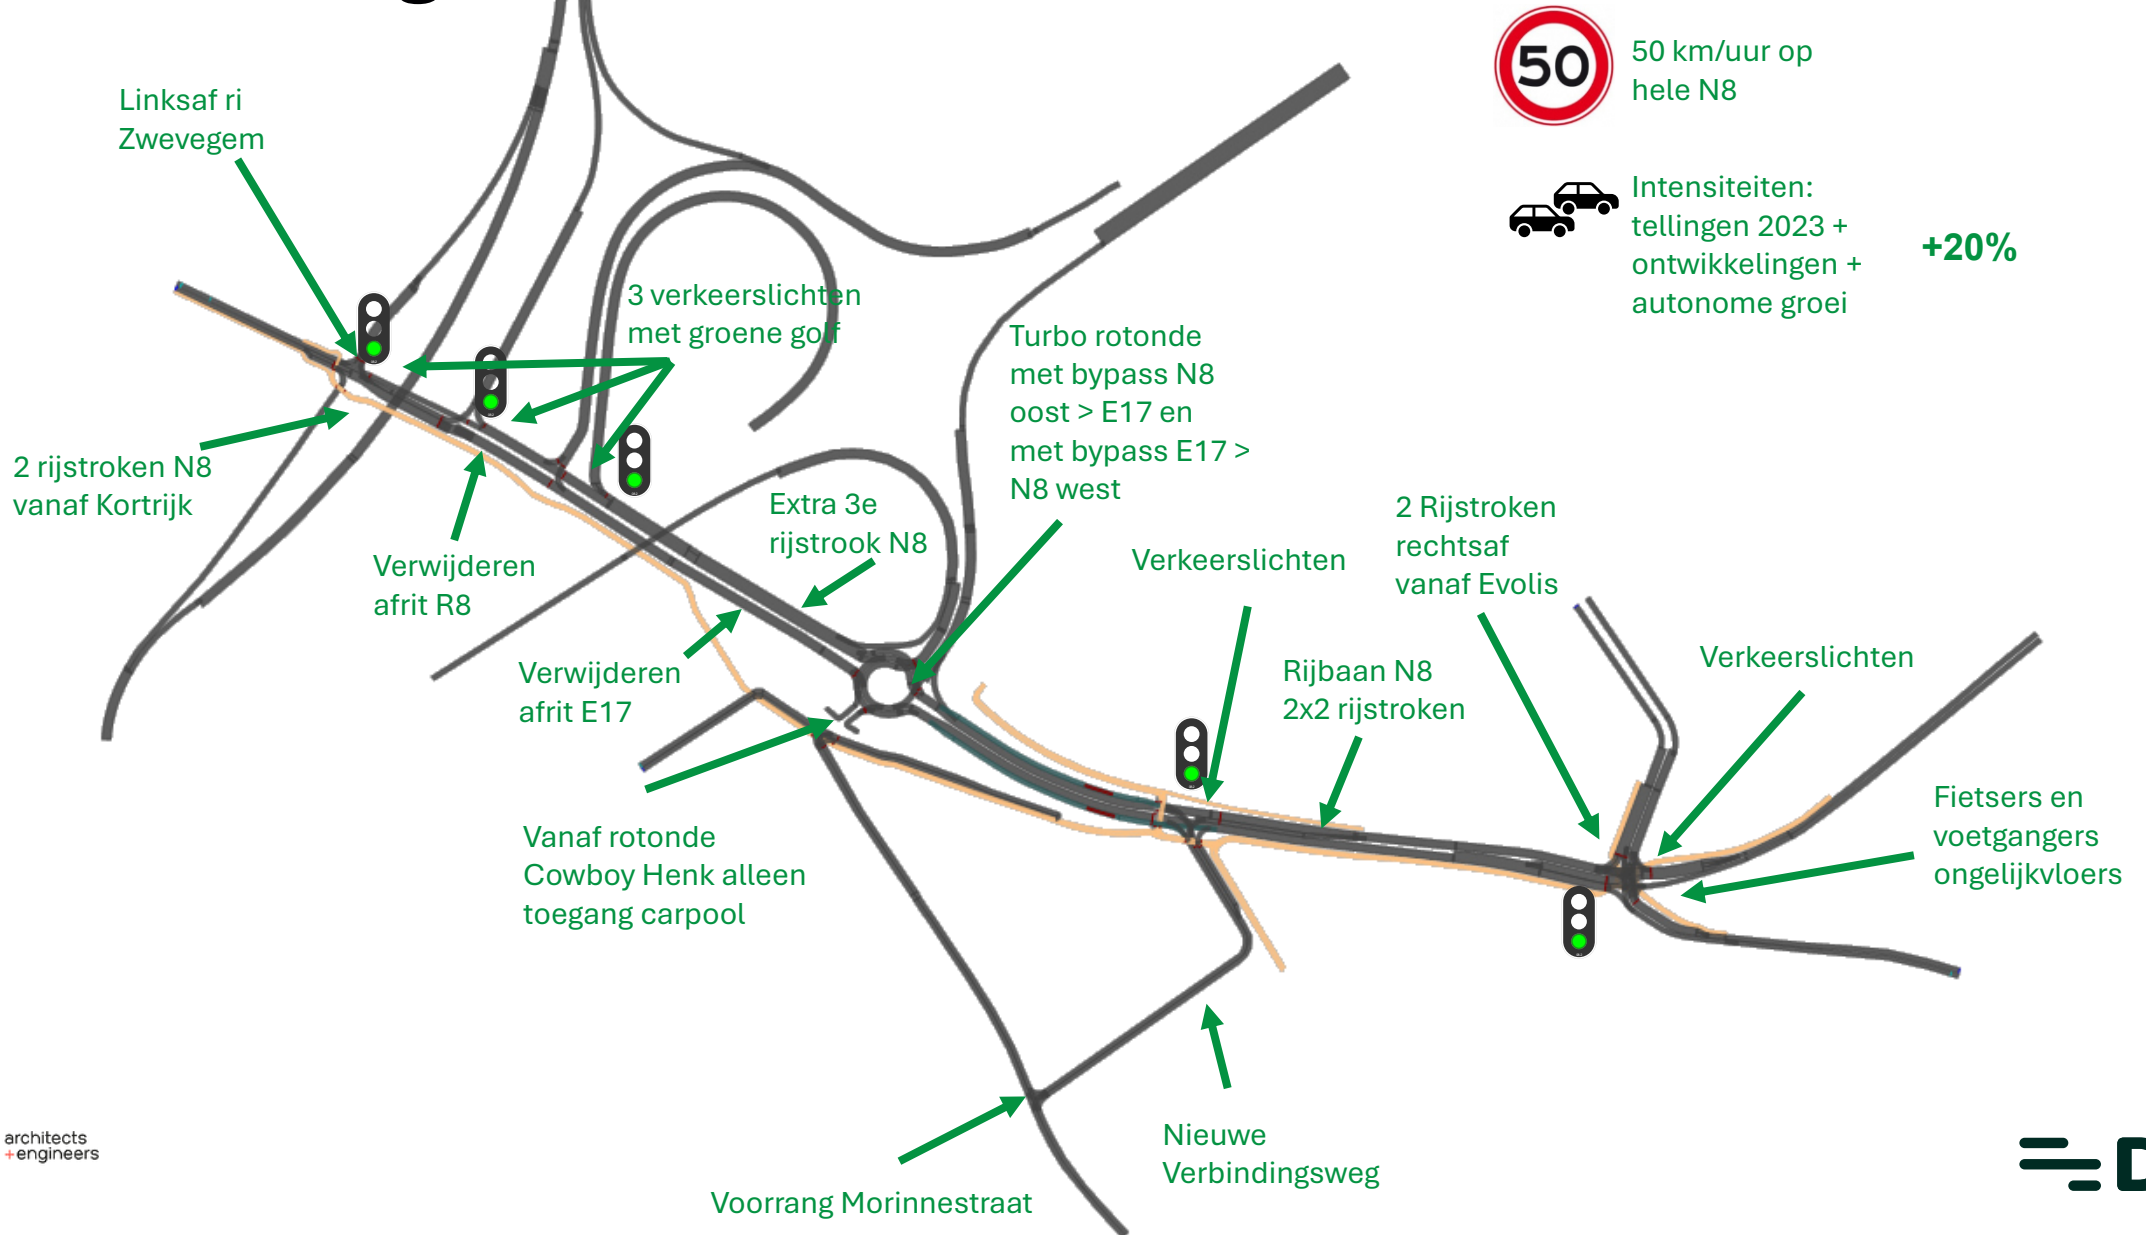 50
50 km/uur op
hele N8
Linksaf ri
Zwevegem
Intensiteiten:
tellingen 2023 +
ontwikkelingen +
autonome groei
+20%
3 verkeerslichten
met groene golf
Turbo rotonde
met bypass N8
oost > E17 en
met bypass E17 >
N8 west
2 rijstroken N8
vanaf Kortrijk
Extra 3e
rijstrook N8
2 Rijstroken
rechtsaf
vanaf Evolis
Verkeerslichten
Verwijderen
afrit R8
Verkeerslichten
Rijbaan N8
2x2 rijstroken
Verwijderen
afrit E17
Fietsers en
voetgangers
ongelijkvloers
Vanaf rotonde
Cowboy Henk alleen
toegang carpool
Nieuwe
Verbindingsweg
Voorrang Morinnestraat
architects
+engineers